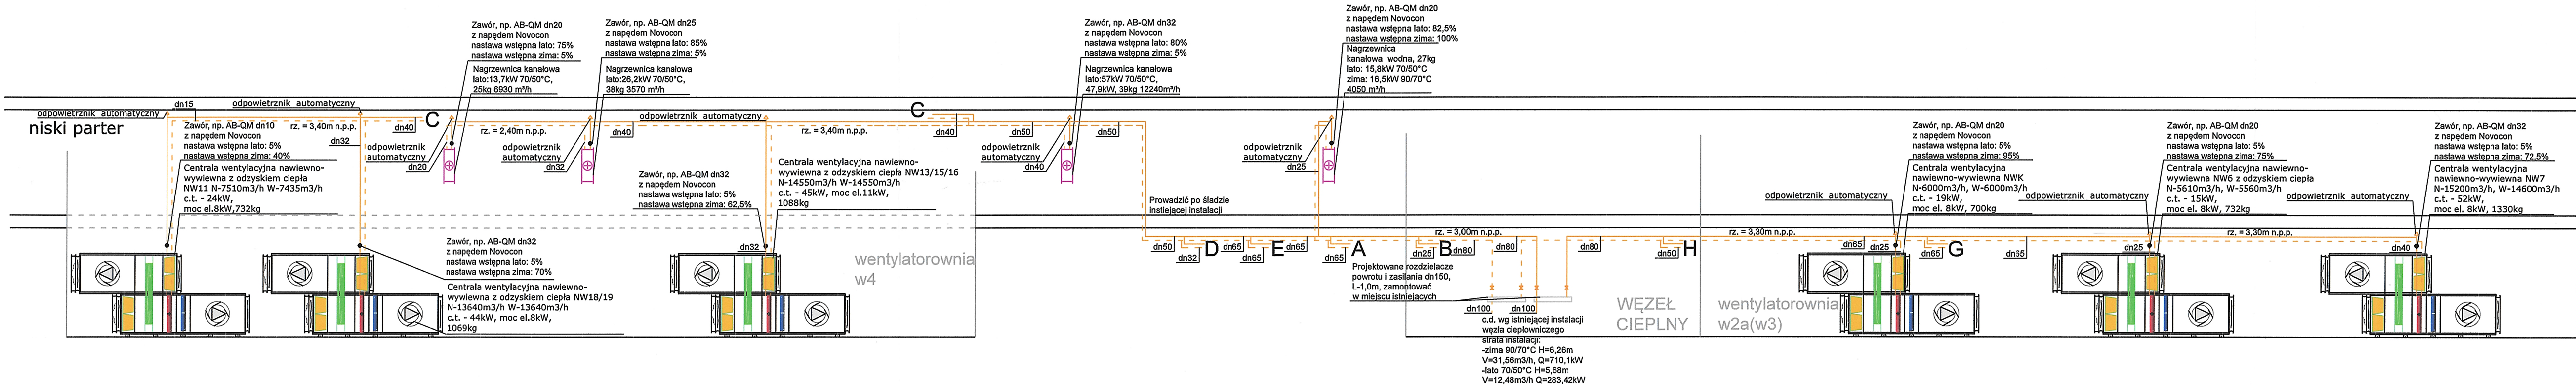 Zawór, np. AB-QM dn20
z napędem Novocon
nastawa wstępna lato: 75%
nastawa wstępna zima: 5%
Nagrzewnica kanałowa
lato:13,7kW 70/50°C,
25kg 6930 m³/h
Zawór, np. AB-QM dn25
z napędem Novocon
nastawa wstępna lato: 85%
nastawa wstępna zima: 5%
Nagrzewnica kanałowa
lato:26,2kW 70/50°C,
38kg 3570 m³/h
Zawór, np. AB-QM dn32
z napędem Novocon
nastawa wstępna lato: 80%
nastawa wstępna zima: 5%
Nagrzewnica kanałowa
lato:57kW 70/50°C,
47,9kW, 39kg 12240m³/h
Zawór, np. AB-QM dn20
z napędem Novocon
nastawa wstępna lato: 82,5%
nastawa wstępna zima: 100%
Nagrzewnica
kanałowa wodna, 27kg
lato: 15,8kW 70/50°C
zima: 16,5kW 90/70°C
4050 m³/h
odpowietrznik automatyczny
dn15
odpowietrznik automatyczny
niski parter
Zawór, np. AB-QM dn10
z napędem Novocon
nastawa wstępna lato: 5%
nastawa wstępna zima: 40%
Centrala wentylacyjna nawiewno-
wywiewna z odzyskiem ciepła
NW11 N-7510m3/h W-7435m3/h
c.t. - 24kW,
moc el.8kW,732kg
rz. = 3,40m n.p.p.
dn32
dn40
C
odpowietrznik
automatyczny
dn20
rz. = 2,40m n.p.p.
odpowietrznik
automatyczny
dn32
dn40
odpowietrznik automatyczny
rz. = 3,40m n.p.p.
C
dn40
dn50
dn50
odpowietrznik
automatyczny
dn40
odpowietrznik
automatyczny
dn25
Zawór, np. AB-QM dn32
z napędem Novocon
nastawa wstępna lato: 5%
nastawa wstępna zima: 62,5%
Centrala wentylacyjna nawiewno-
wywiewna z odzyskiem ciepła NW13/15/16
N-14550m3/h W-14550m3/h
c.t. - 45kW, moc el.11kW,
1088kg
dn32
Zawór, np. AB-QM dn32
z napędem Novocon
nastawa wstępna lato: 5%
nastawa wstępna zima: 70%
Centrala wentylacyjna nawiewno-
wywiewna z odzyskiem ciepła NW18/19
N-13640m3/h W-13640m3/h
c.t. - 44kW, moc el.8kW,
1069kg
wentylatorownia
w4
Prowadzić po śladzie
instiejącej instalacji
dn50
dn32
D
dn65
dn65
E
dn65
dn65
A
dn25
B
dn80
rz. = 3,00m n.p.p.
dn80
dn80
dn50
H
rz. = 3,30m n.p.p.
Projektowane rozdzielacze
powrotu i zasilania dn150,
L-1,0m, zamontować
w miejscu istniejących
dn100
dn100
c.d. wg istniejącej instalacji
węzła ciepłowniczego
strata instalacji:
-zima 90/70°C H=6,26m
V=31,56m3/h, Q=710,1kW
-lato 70/50°C H=5,68m
V=12,48m3/h Q=283,42kW
WĘZEŁ
CIEPLNY
wentylatorownia
w2a(w3)
Zawór, np. AB-QM dn20
z napędem Novocon
nastawa wstępna lato: 5%
nastawa wstępna zima: 95%
Centrala wentylacyjna
nawiewno-wywiewna NWK
N-6000m3/h, W-6000m3/h
c.t. - 19kW,
moc el. 8kW, 700kg
odpowietrznik automatyczny
dn65
dn25
G
dn65
Zawór, np. AB-QM dn20
z napędem Novocon
nastawa wstępna lato: 5%
nastawa wstępna zima: 75%
Centrala wentylacyjna nawiewno-
wywiewna NW6 z odzyskiem ciepła
N-5610m3/h, W-5560m3/h
c.t. - 15kW,
moc el. 8kW, 732kg
odpowietrznik automatyczny
dn25
rz. = 3,30m n.p.p.
Zawór, np. AB-QM dn32
z napędem Novocon
nastawa wstępna lato: 5%
nastawa wstępna zima: 72,5%
Centrala wentylacyjna
nawiewno-wywiewna NW7
N-15200m3/h, W-14600m3/h
c.t. - 52kW,
moc el. 8kW, 1330kg
odpowietrznik automatyczny
dn40